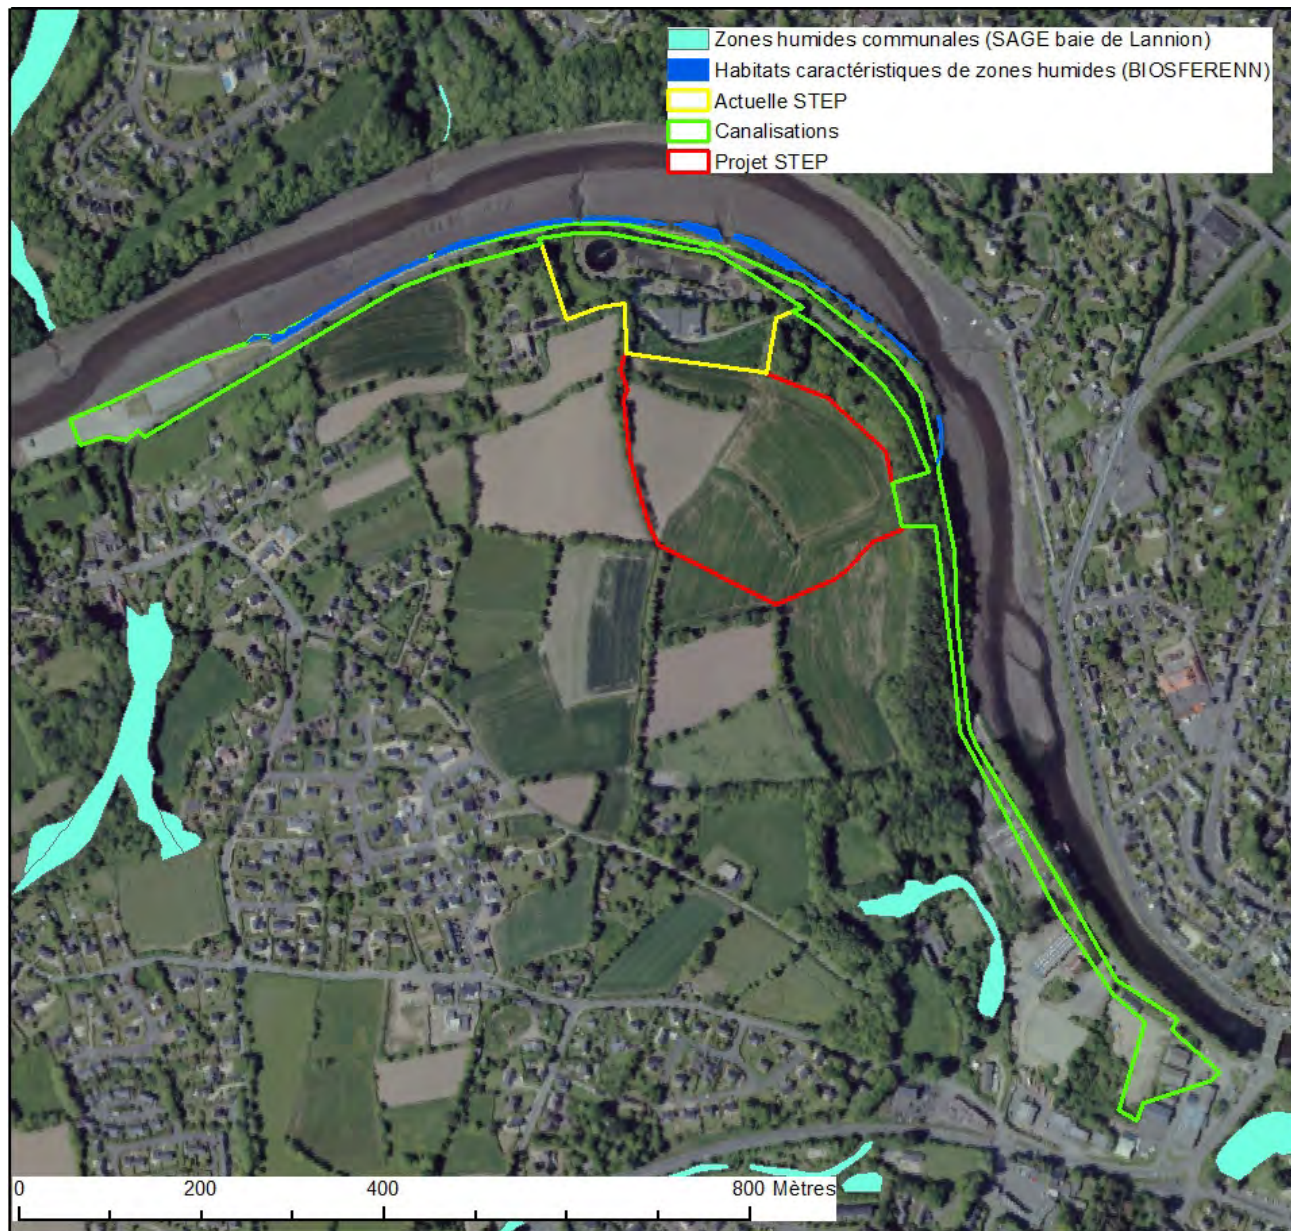 Zones humides communales (SAGE baie de Lannion)
Habitats caractéristiques de zones humides (BIOSFERENN)
Actuelle STEP
Canalisations
Projet STEP
0 200 400 800 Mètres